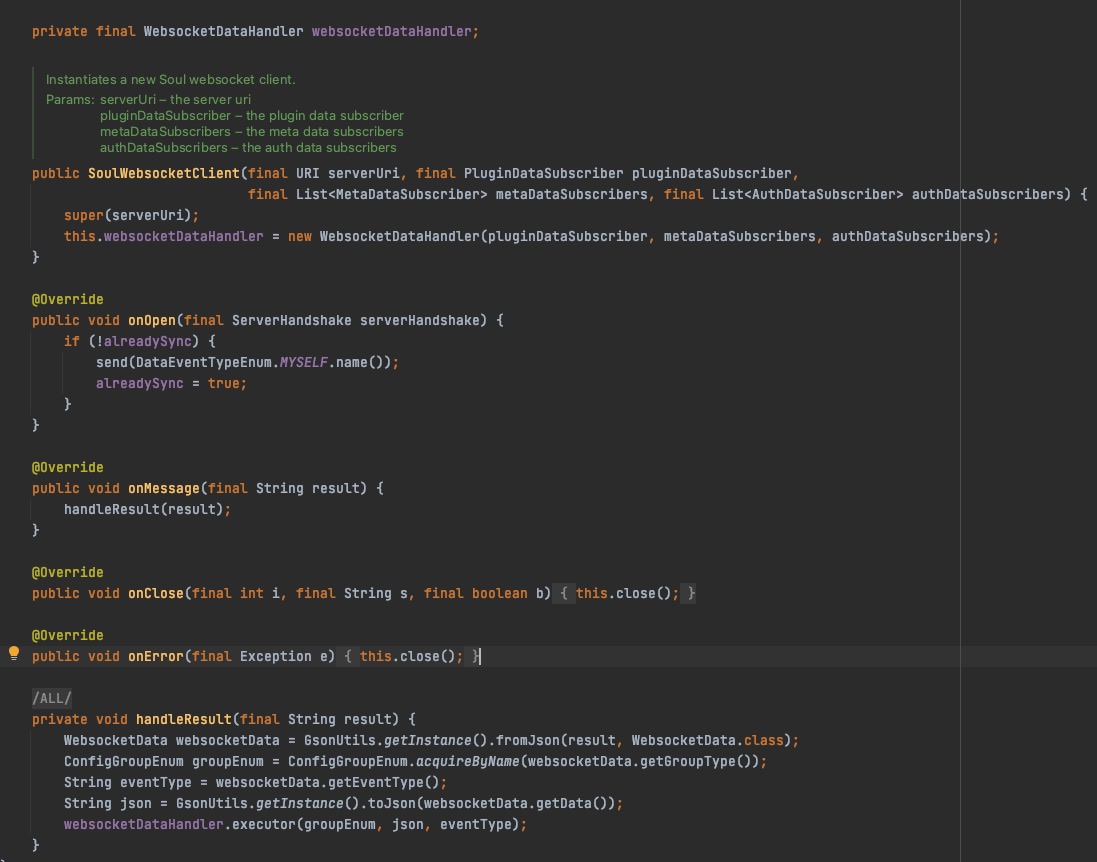 private final WebsocketDataHandler websocketDataHandler;
Instantiates a new Soul websocket client.
Params: serverUri – the server uri
pluginDataSubscriber – the plugin data subscriber
metaDataSubscribers – the meta data subscribers
authDataSubscribers – the auth data subscribers
public SoulWebsocketClient(final URI serverUri, final PluginDataSubscriber pluginDataSubscriber,
final List<MetaDataSubscriber> metaDataSubscribers, final List<AuthDataSubscriber> authDataSubscribers) {
super(serverUri);
this.websocketDataHandler = new WebsocketDataHandler(pluginDataSubscriber, metaDataSubscribers, authDataSubscribers);
}
@Override
public void onOpen(final ServerHandshake serverHandshake) {
if (!alreadySync) {
send(DataEventTypeEnum.MYSELF.name());
alreadySync = true;
}
}
@Override
public void onMessage(final String result) {
handleResult(result);
}
@Override
public void onClose(final int i, final String s, final boolean b) { this.close(); }
@Override
public void onError(final Exception e) { this.close(); }
/ALL/
private void handleResult(final String result) {
WebsocketData websocketData = GsonUtils.getInstance().fromJson(result, WebsocketData.class);
ConfigGroupEnum groupEnum = ConfigGroupEnum.acquireByName(websocketData.getGroupType());
String eventType = websocketData.getEventType();
String json = GsonUtils.getInstance().toJson(websocketData.getData());
websocketDataHandler.executor(groupEnum, json, eventType);
}